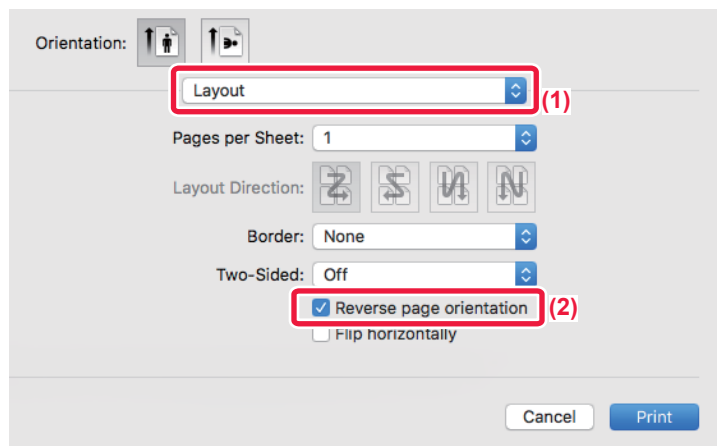 Orientation:
Layout
(1)
Pages per Sheet: 1
Layout Direction:
Border: None
Two-Sided: Off
Reverse page orientation
(2)
Flip horizontally
Cancel Print